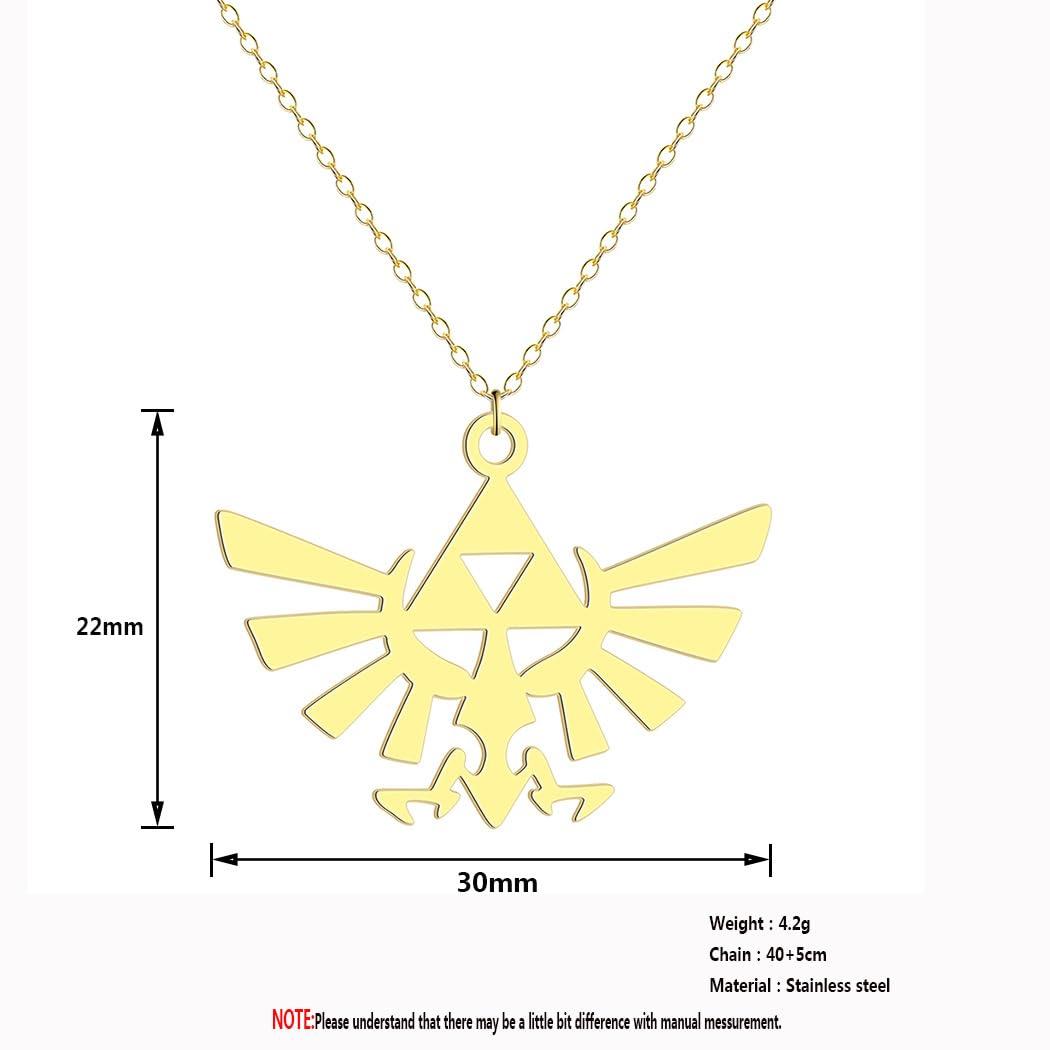 22mm
30mm
Weight : 4.2g
Chain : 40+5cm
Material : Stainless steel
NOTE:Please understand that there may be a little bit difference with manual messurement.